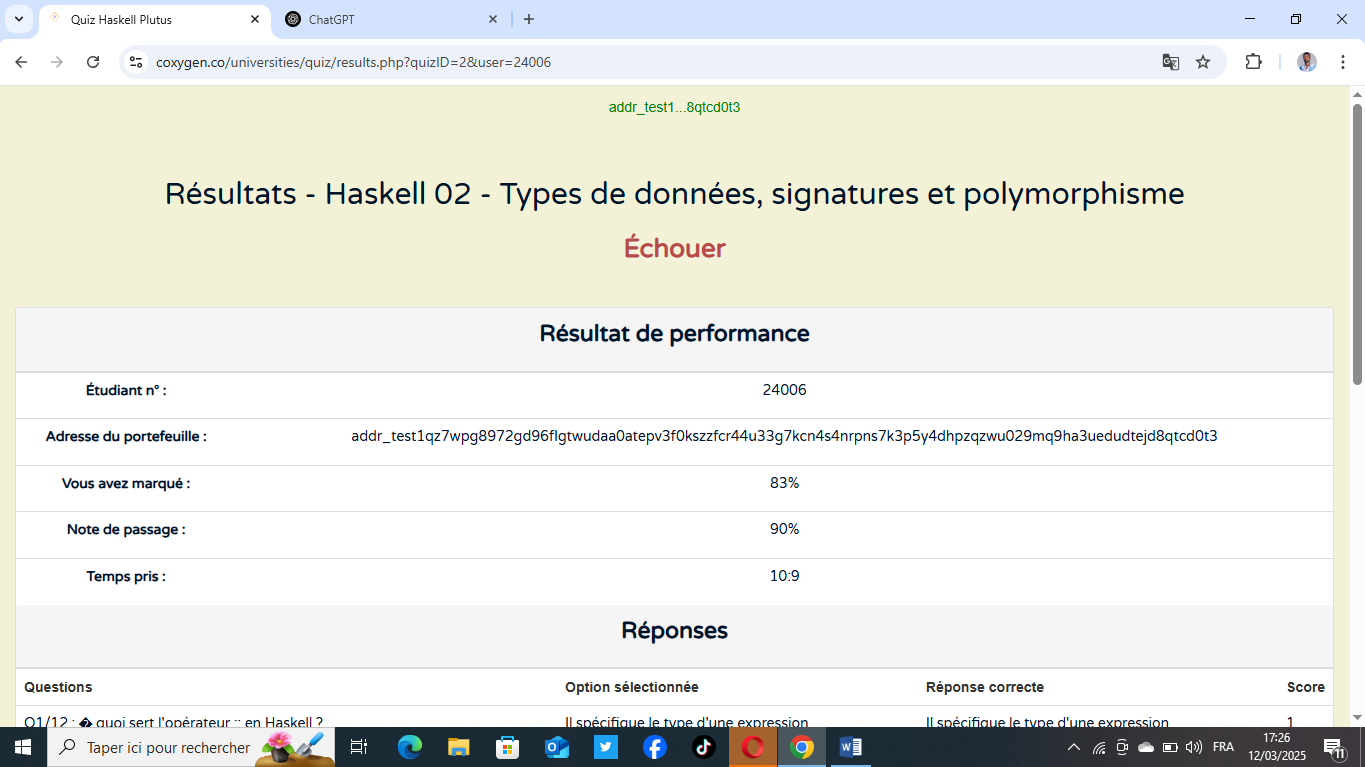 Quiz Haskell Plutus
ChatGPT
coxygen.co/universities/quiz/results.php?quizID=2&user=24006
addr_test1...8qtcd0t3
Résultats - Haskell 02 - Types de données, signatures et polymorphisme
Échouer
Résultat de performance
Étudiant n° : 24006
Adresse du portefeuille : addr_test1qz7wpg8972gd96flgtwudaa0atepv3f0kszzfcr44u33g7kcn4s4nrpns7k3p5y4dhpzqzwu029mq9ha3uedudtejd8qtcd0t3
Vous avez marqué : 83%
Note de passage : 90%
Temps pris : 10:9
Réponses
Questions Option sélectionnée Réponse correcte Score
Q1/12 : � quoi sert l'opérateur :: en Haskell ? Il spécifique le type d'une expression Il spécifique le type d'une expression 1
Taper ici pour rechercher
FRA
17:26
12/03/2025
11